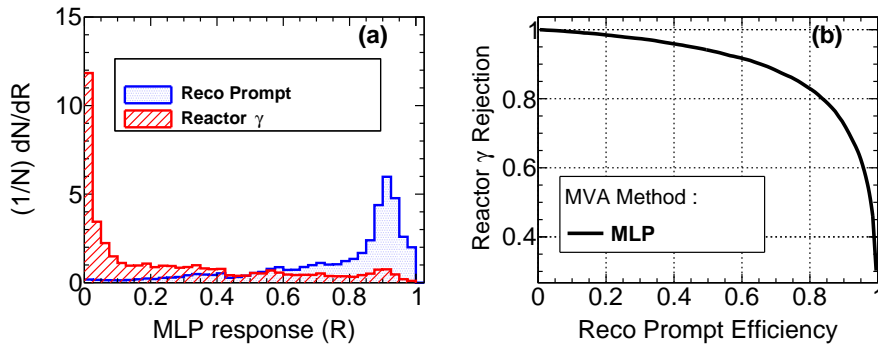 (a)
15
10
5
0
(1/N) dN/dR
Reco Prompt
Reactor γ
0 0.2 0.4 0.6 0.8 1
MLP response (R)
(b)
1
0.8
0.6
0.4
Reactor γ Rejection
MVA Method :
MLP
0 0.2 0.4 0.6 0.8 1
Reco Prompt Efficiency